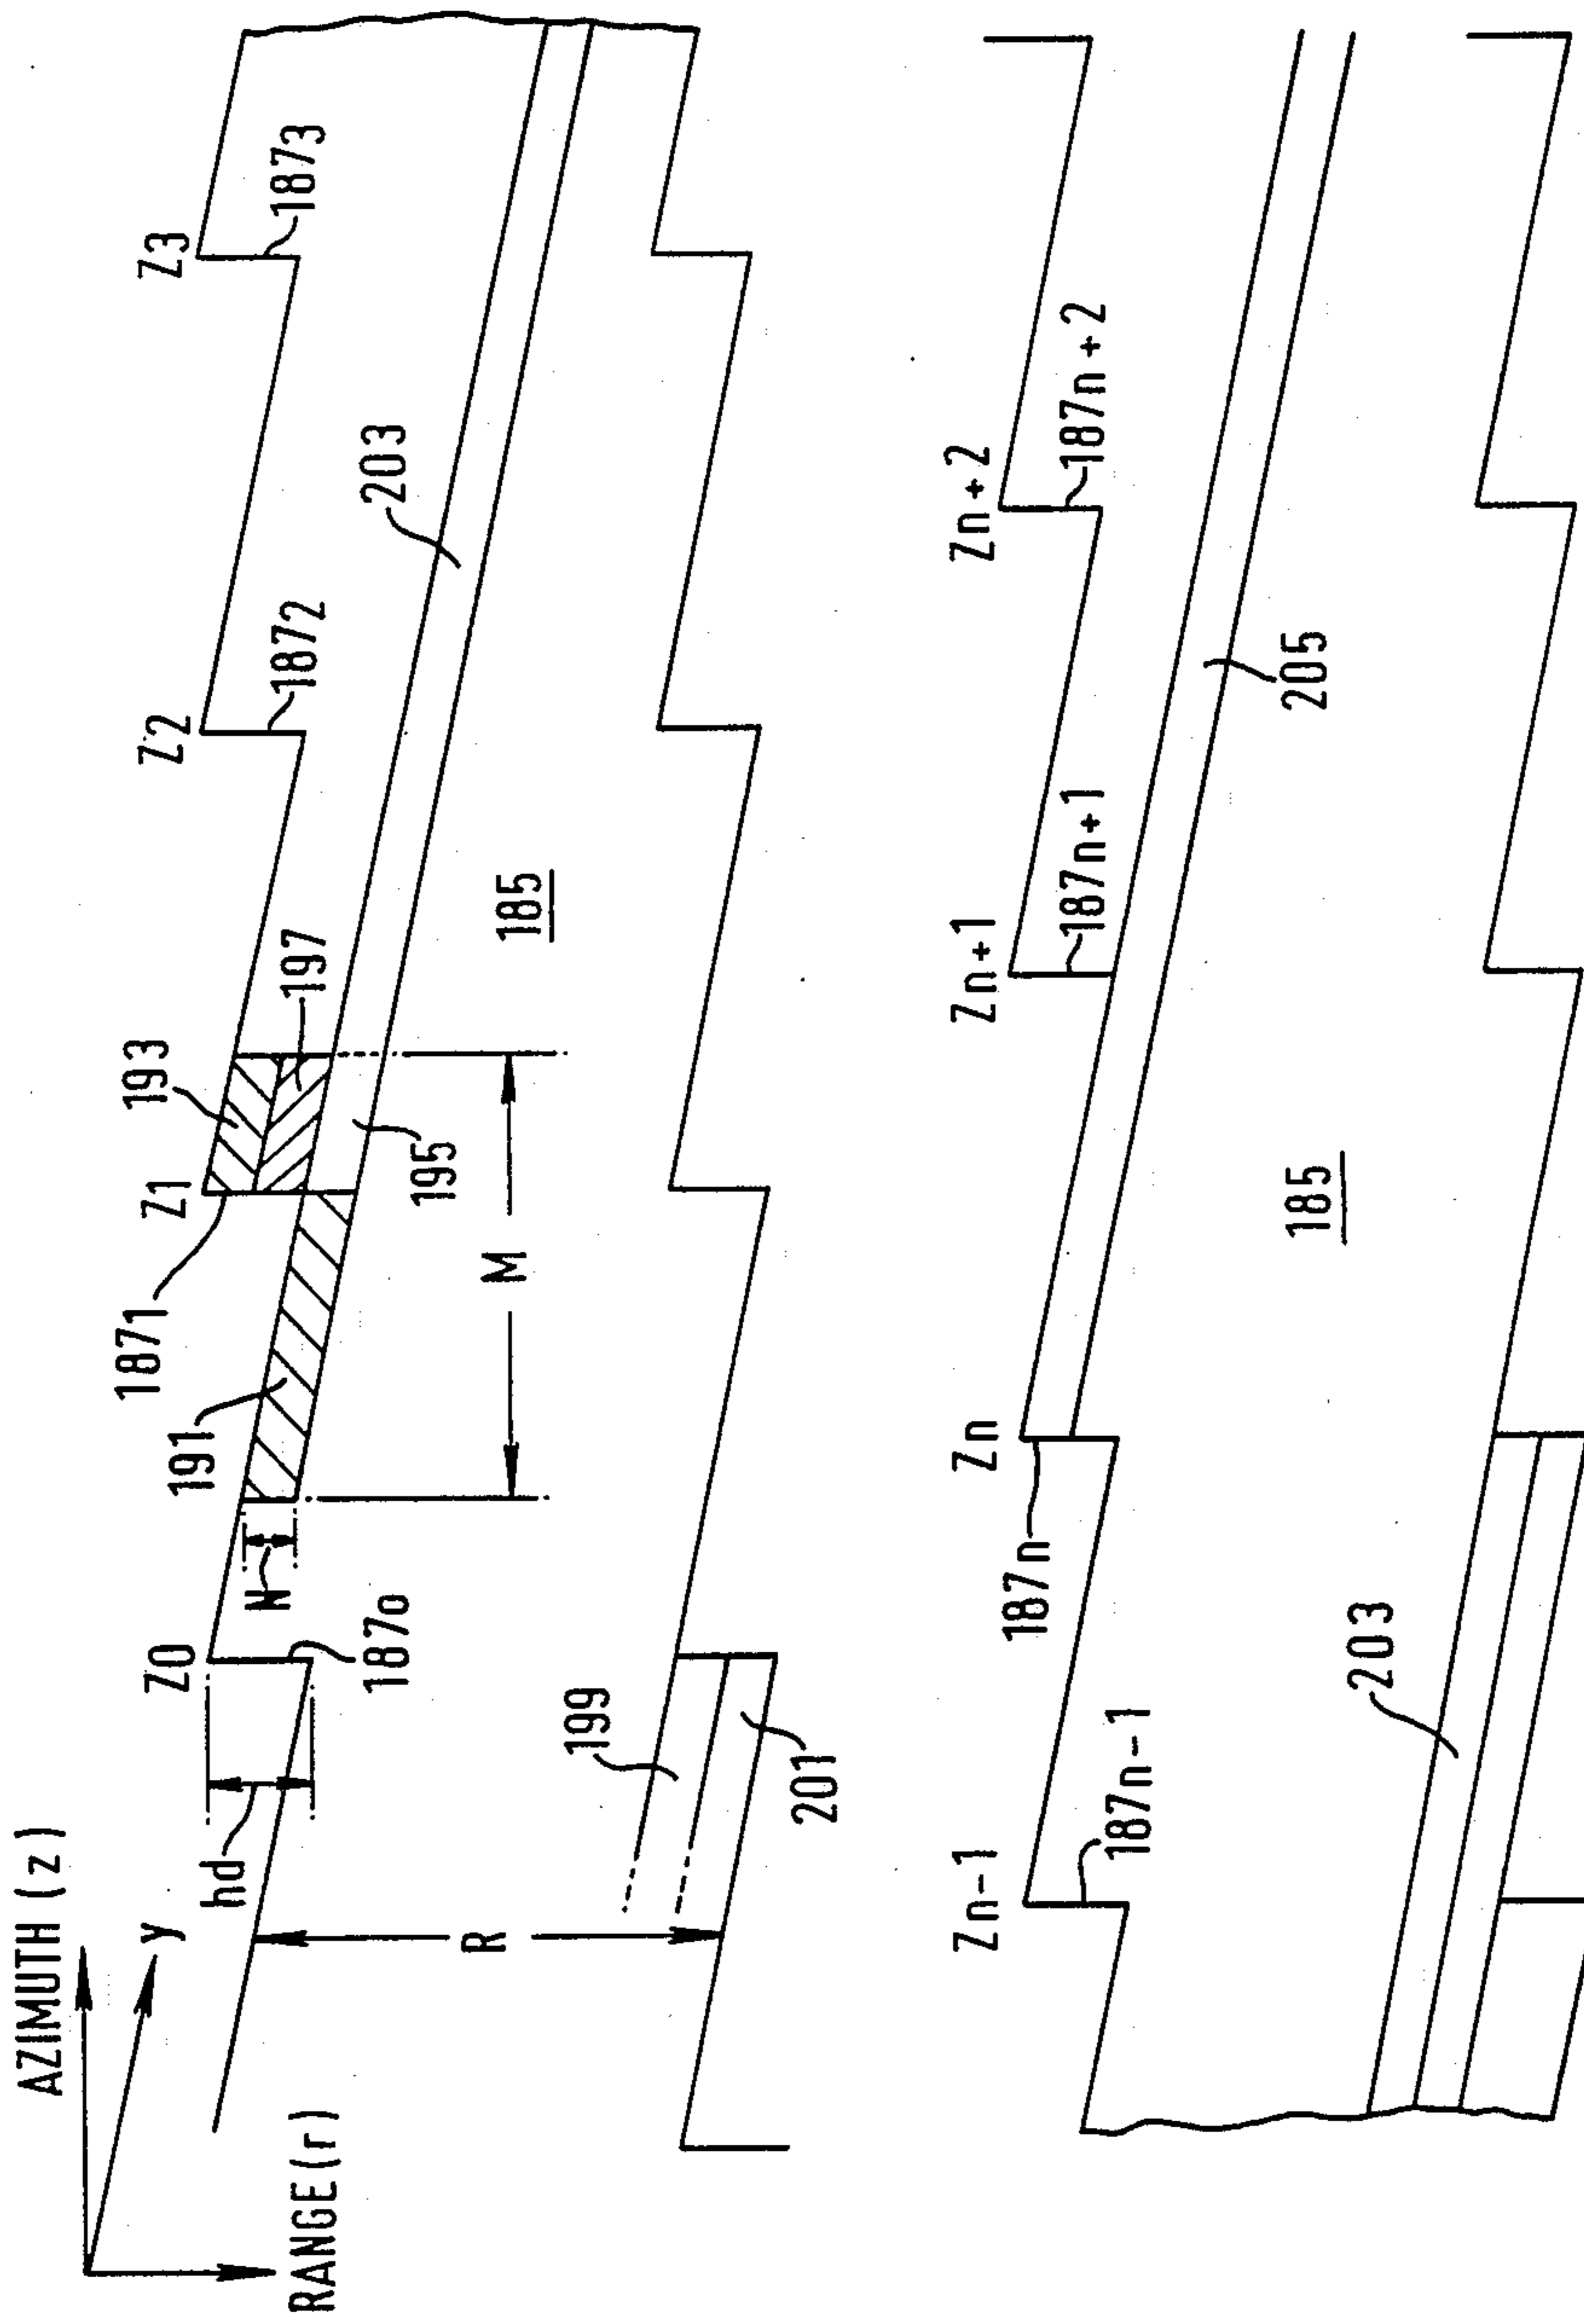 AZIMUTH (z)
y
RANGE (r)
hd
Z0
187o
N
191
1871
Z1
193
197
195
M
185
Z2
1872
203
Z3
1873
R
199
201
Zn-1
187n-1
187n
Zn
Zn+1
187n+1
Zn+2
187n+2
205
185
203